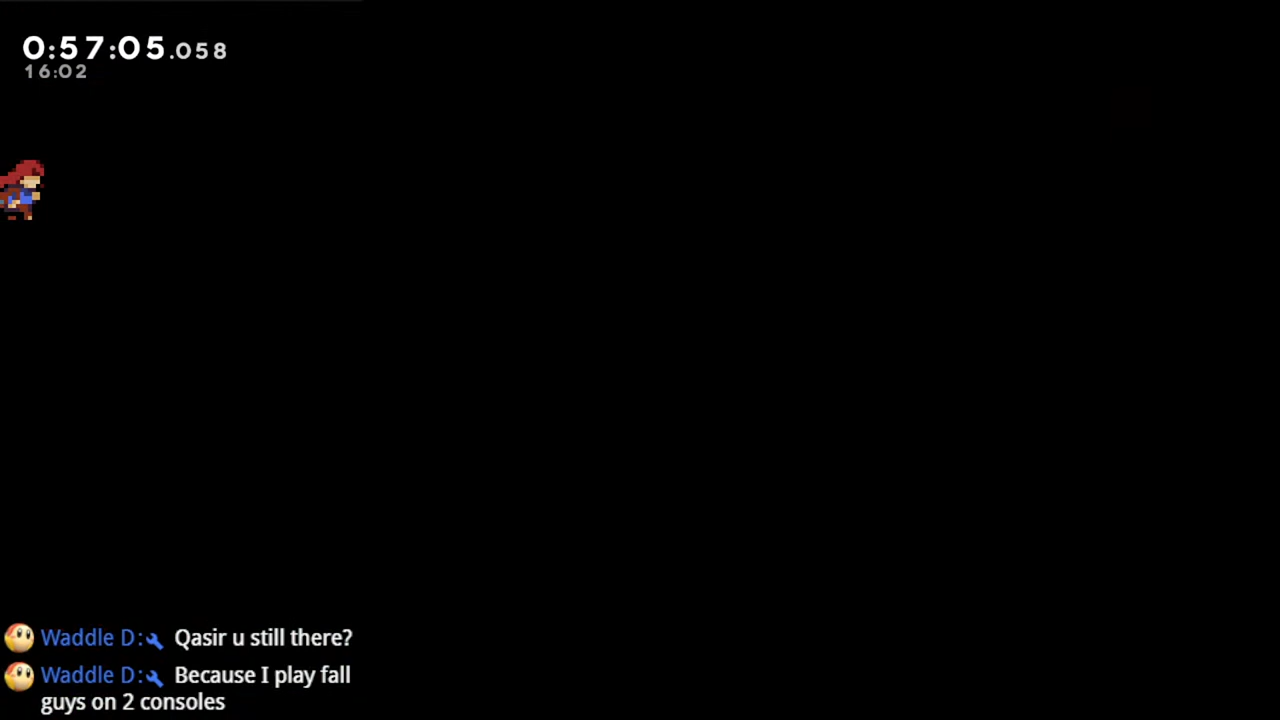 0:57:05.058
16:02
Waddle D: Qasir u still there?
Waddle D: Because I play fall
guys on 2 consoles